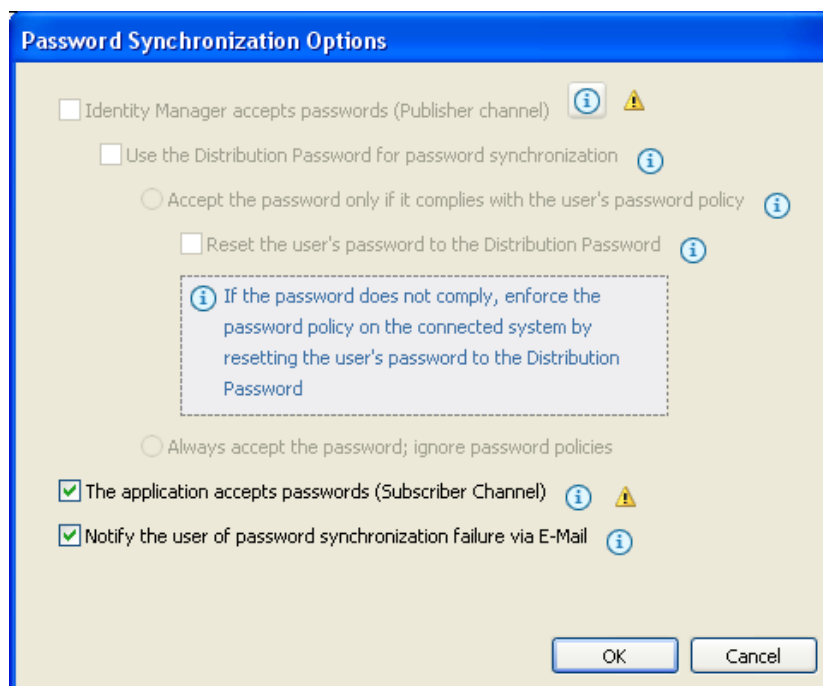 Password Synchronization Options
Identity Manager accepts passwords (Publisher channel)
Use the Distribution Password for password synchronization
Accept the password only if it complies with the user's password policy
Reset the user's password to the Distribution Password
If the password does not comply, enforce the
password policy on the connected system by
resetting the user's password to the Distribution
Password
Always accept the password; ignore password policies
The application accepts passwords (Subscriber Channel)
Notify the user of password synchronization failure via E-Mail
OK Cancel